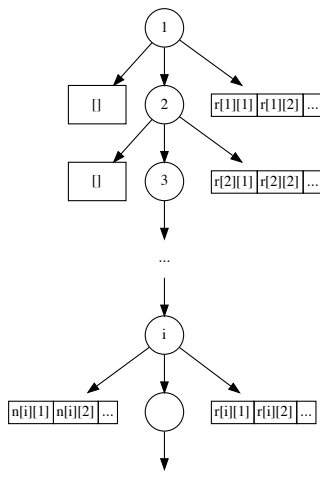 1
[] 2 r[1][1] r[1][2] ...
[] 3 r[2][1] r[2][2] ...
...
i
n[i][1] n[i][2] ... r[i][1] r[i][2] ...